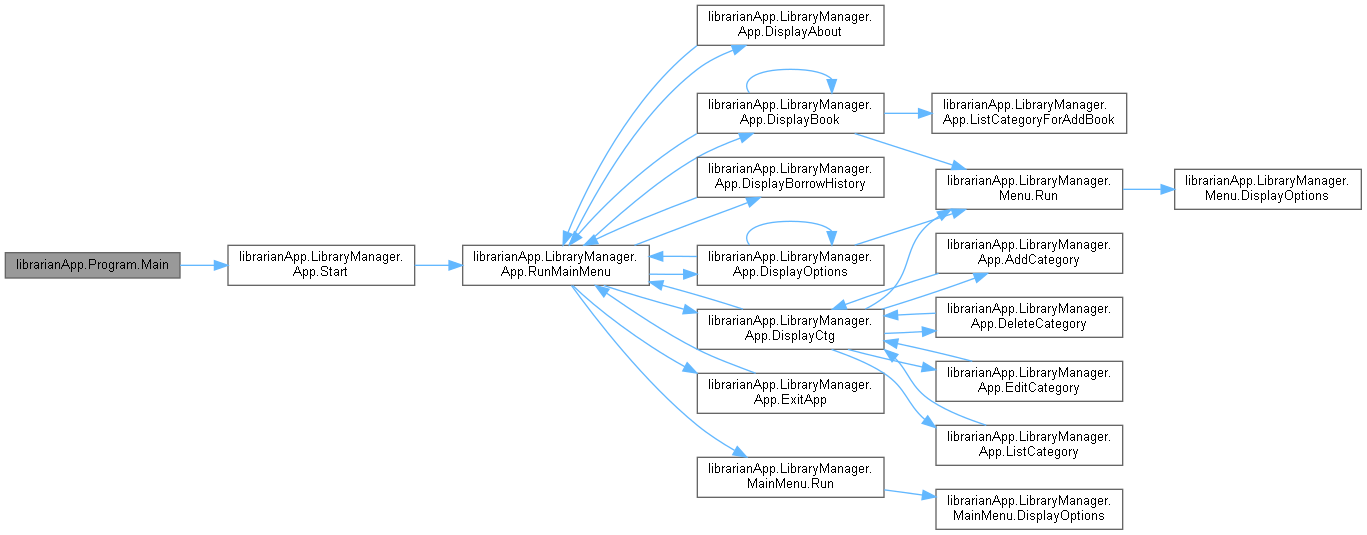 librarianApp.Program.Main
librarianApp.LibraryManager.
App.Start
librarianApp.LibraryManager.
App.RunMainMenu
librarianApp.LibraryManager.
App.DisplayAbout
librarianApp.LibraryManager.
App.DisplayBook
librarianApp.LibraryManager.
App.DisplayBorrowHistory
librarianApp.LibraryManager.
App.DisplayOptions
librarianApp.LibraryManager.
App.DisplayCtg
librarianApp.LibraryManager.
App.ExitApp
librarianApp.LibraryManager.
MainMenu.Run
librarianApp.LibraryManager.
App.ListCategoryForAddBook
librarianApp.LibraryManager.
Menu.Run
librarianApp.LibraryManager.
App.AddCategory
librarianApp.LibraryManager.
App.DeleteCategory
librarianApp.LibraryManager.
App.EditCategory
librarianApp.LibraryManager.
App.ListCategory
librarianApp.LibraryManager.
MainMenu.DisplayOptions
librarianApp.LibraryManager.
Menu.DisplayOptions